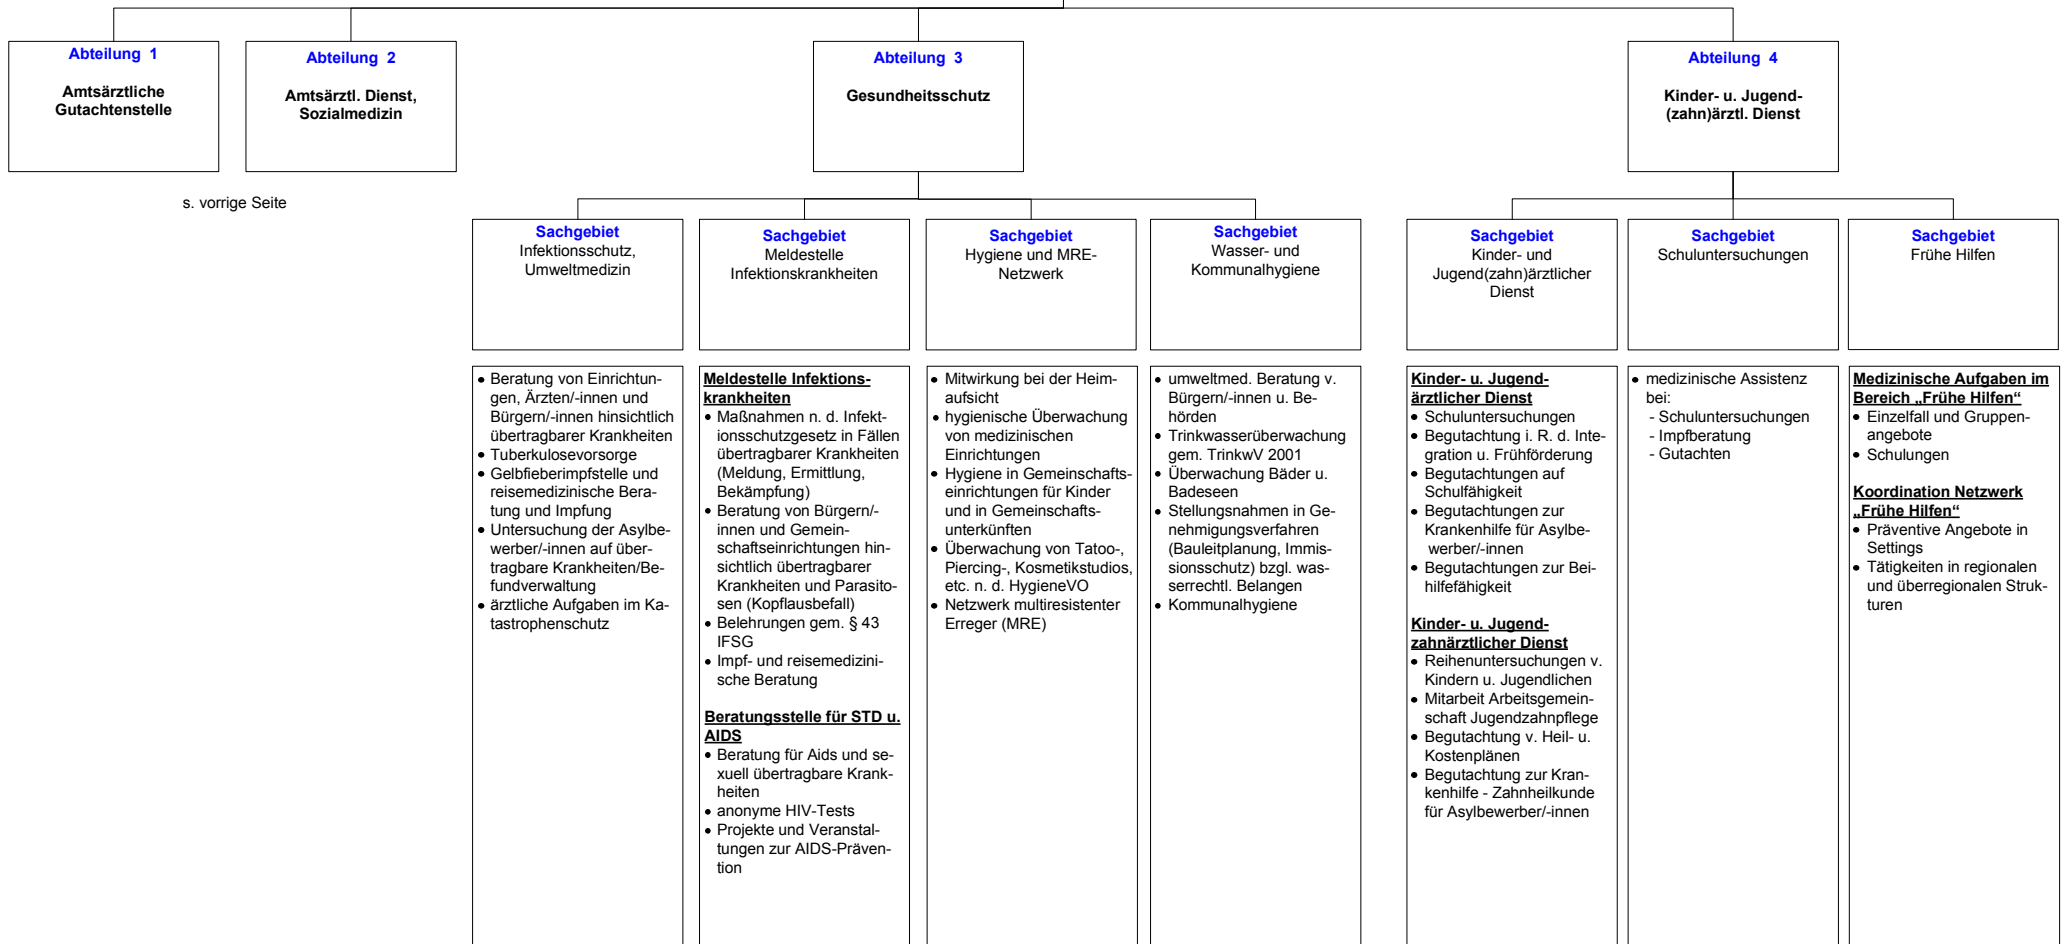 Abteilung 1
Amtsärztliche
Gutachtenstelle
Abteilung 2
Amtsärztl. Dienst,
Sozialmedizin
s. vorrige Seite
Abteilung 3
Gesundheitsschutz
Abteilung 4
Kinder- u. Jugend-
(zahn)ärztl. Dienst
Sachgebiet
Infektionsschutz,
Umweltmedizin
• Beratung von Einrichtun-
gen, Ärzten/-innen und
Bürgern/-innen hinsichtlich
übertragbarer Krankheiten
• Tuberkulosevorsorge
• Gelbfieberimpfstelle und
reisemedizinische Bera-
tung und Impfung
• Untersuchung der Asylbe-
werber/-innen auf über-
tragbare Krankheiten/Be-
fundverwaltung
• ärztliche Aufgaben im Ka-
tastrophenschutz
Sachgebiet
Meldestelle
Infektionskrankheiten
Meldestelle Infektions-
krankheiten
• Maßnahmen n. d. Infekt-
ionsschutzgesetz in Fällen
übertragbarer Krankheiten
(Meldung, Ermittlung,
Bekämpfung)
• Beratung von Bürgern/-
innen und Gemein-
schaftseinrichtungen hin-
sichtlich übertragbarer
Krankheiten und Parasito-
sen (Kopflausbefall)
• Belehrungen gem. § 43
IFSG
• Impf- und reisemedizini-
sche Beratung
Beratungsstelle für STD u.
AIDS
• Beratung für Aids und se-
xuell übertragbare Krank-
heiten
• anonyme HIV-Tests
• Projekte und Veranstal-
tungen zur AIDS-Präven-
tion
Sachgebiet
Hygiene und MRE-
Netzwerk
• Mitwirkung bei der Heim-
aufsicht
• hygienische Überwachung
von medizinischen
Einrichtungen
• Hygiene in Gemeinschafts-
einrichtungen für Kinder
und in Gemeinschafts-
unterkünften
• Überwachung von Tatoo-,
Piercing-, Kosmetikstudios,
etc. n. d. HygieneVO
• Netzwerk multiresistenter
Erreger (MRE)
Sachgebiet
Wasser- und
Kommunalhygiene
• umweltmed. Beratung v.
Bürgern/-innen u. Be-
hörden
• Trinkwasserüberwachung
gem. TrinkwV 2001
• Überwachung Bäder u.
Badeseen
• Stellungsnahmen in Ge-
nehmigungsverfahren
(Bauleitplanung, Immis-
sionsschutz) bzgl. was-
serrechtl. Belangen
• Kommunalhygiene
Sachgebiet
Kinder- und
Jugend(zahn)ärztlicher
Dienst
Kinder- u. Jugend-
ärztlicher Dienst
• Schuluntersuchungen
• Begutachtung i. R. d. Inte-
gration u. Frühförderung
• Begutachtungen auf
Schulfähigkeit
• Begutachtungen zur
Krankenhilfe für Asylbe-
werber/-innen
• Begutachtungen zur Bei-
hilfefähigkeit
Kinder- u. Jugend-
zahnärztlicher Dienst
• Reihenuntersuchungen v.
Kindern u. Jugendlichen
• Mitarbeit Arbeitsgemein-
schaft Jugendzahnpflege
• Begutachtung v. Heil- u.
Kostenplänen
• Begutachtung zur Kran-
kenhilfe - Zahnheilkunde
für Asylbewerber/-innen
Sachgebiet
Schuluntersuchungen
• medizinische Assistenz
bei:
- Schuluntersuchungen
- Impfberatung
- Gutachten
Sachgebiet
Frühe Hilfen
Medizinische Aufgaben im
Bereich „Frühe Hilfen“
• Einzelfall und Gruppen-
angebote
• Schulungen
Koordination Netzwerk
„Frühe Hilfen“
• Präventive Angebote in
Settings
• Tätigkeiten in regionalen
und überregionalen Struk-
turen